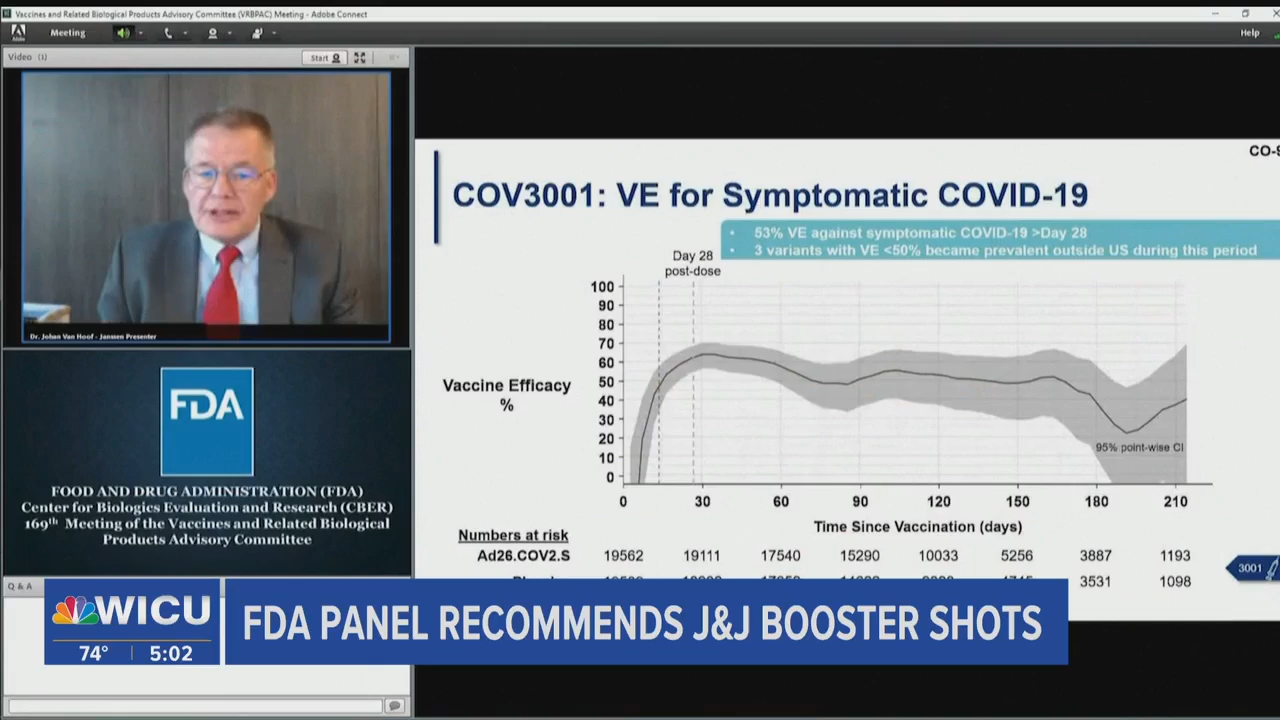 Vaccines and Related Biological Products Advisory Committee (VRBPAC) Meeting - Adobe Connect
Meeting
Help
Video (1)
Start
Dr. Johan Van Hoof - Janssen Presenter
FDA
FOOD AND DRUG ADMINISTRATION (FDA)
Center for Biologics Evaluation and Research (CBER)
169th Meeting of the Vaccines and Related Biological
Products Advisory Committee
Q & A
COV3001: VE for Symptomatic COVID-19
• 53% VE against symptomatic COVID-19 >Day 28
• 3 variants with VE <50% became prevalent outside US during this period
Day 28
post-dose
Vaccine Efficacy
%
100
90
80
70
60
50
40
30
20
10
0
95% point-wise CI
0 30 60 90 120 150 180 210
Time Since Vaccination (days)
Numbers at risk
Ad26.COV2.S 19562 19111 17540 15290 10033 5256 3887 1193
3531 1098
3001
WICU
74° 5:02
FDA PANEL RECOMMENDS J&J BOOSTER SHOTS